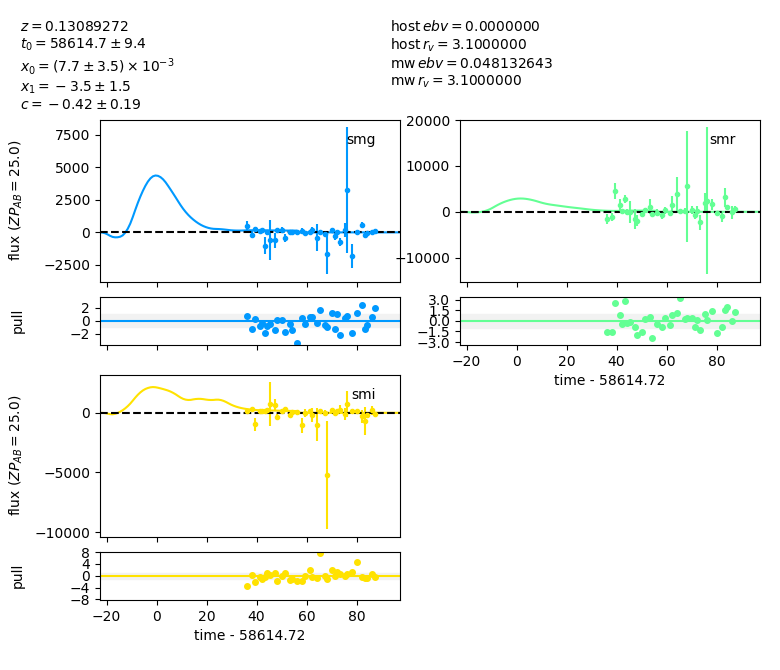 z = 0.13089272
t₀ = 58614.7 ± 9.4
x₀ = (7.7 ± 3.5) × 10⁻³
x₁ = −3.5 ± 1.5
c = −0.42 ± 0.19
host ebv = 0.0000000
host r_v = 3.1000000
mw ebv = 0.048132643
mw r_v = 3.1000000
smg
flux (ZP_AB = 25.0)
7500
5000
2500
0
−2500
smr
20000
10000
0
−10000
pull
2
0
−2
3.0
1.5
0.0
−1.5
−3.0
−20
0
20
40
60
80
time - 58614.72
smi
flux (ZP_AB = 25.0)
0
−5000
−10000
pull
8
4
0
−4
−8
−20
0
20
40
60
80
time - 58614.72